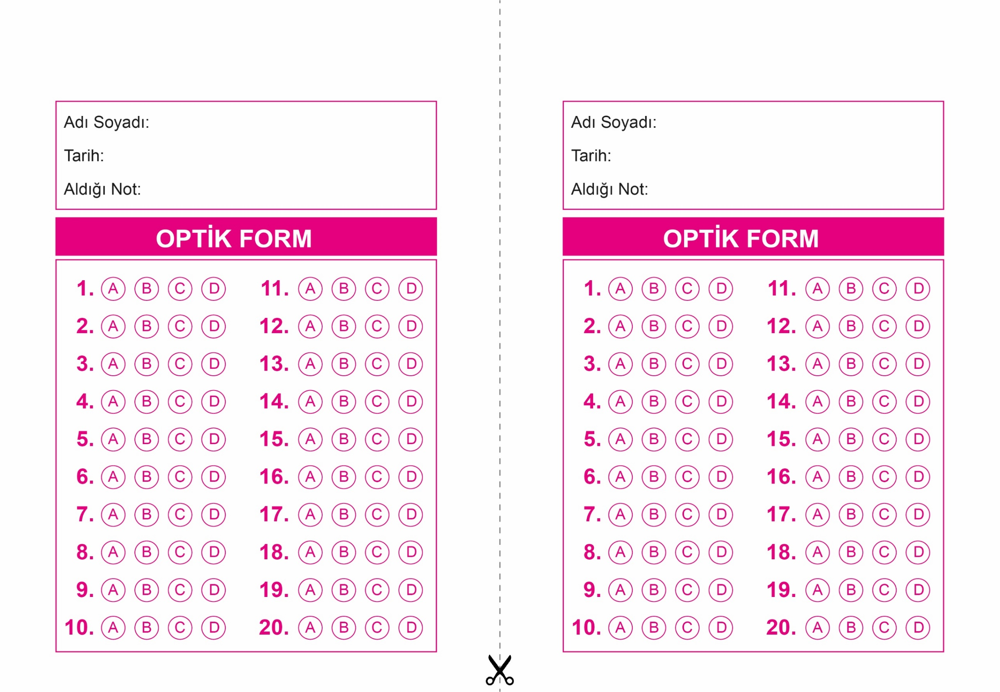 Adı Soyadı:
Tarih:
Aldığı Not:
OPTİK FORM
1. A B C D
2. A B C D
3. A B C D
4. A B C D
5. A B C D
6. A B C D
7. A B C D
8. A B C D
9. A B C D
10. A B C D
11. A B C D
12. A B C D
13. A B C D
14. A B C D
15. A B C D
16. A B C D
17. A B C D
18. A B C D
19. A B C D
20. A B C D
Adı Soyadı:
Tarih:
Aldığı Not:
OPTİK FORM
1. A B C D
2. A B C D
3. A B C D
4. A B C D
5. A B C D
6. A B C D
7. A B C D
8. A B C D
9. A B C D
10. A B C D
11. A B C D
12. A B C D
13. A B C D
14. A B C D
15. A B C D
16. A B C D
17. A B C D
18. A B C D
19. A B C D
20. A B C D